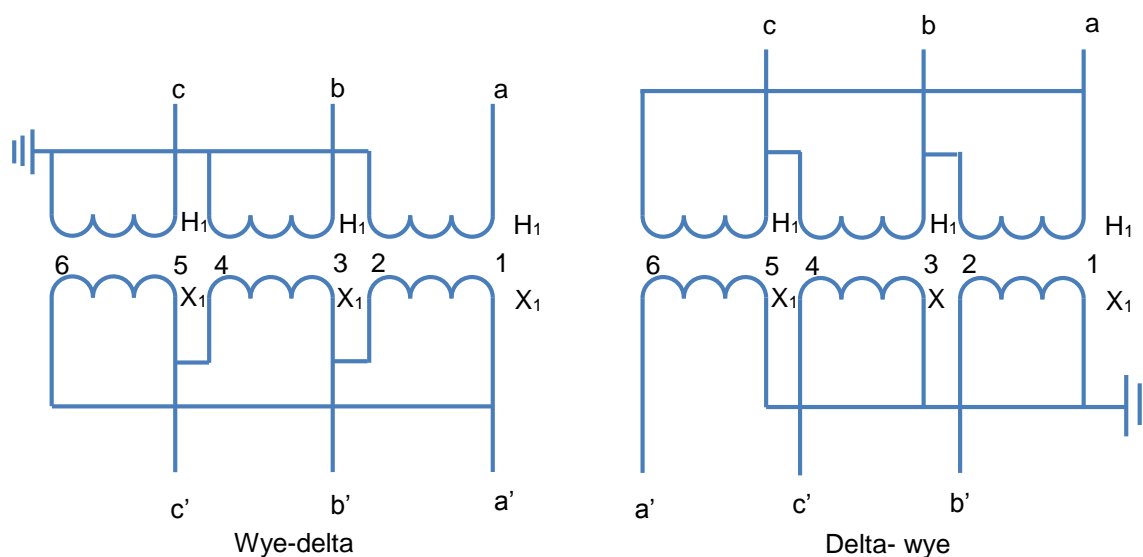 c b a
H₁ H₁ H₁
6 5 4 3 2 1
X₁ X₁ X₁
c’ b’ a’
Wye-delta
c b a
H₁ H₁ H₁
6 5 4 3 2 1
X₁ X X₁
a’ c’ b’
Delta- wye